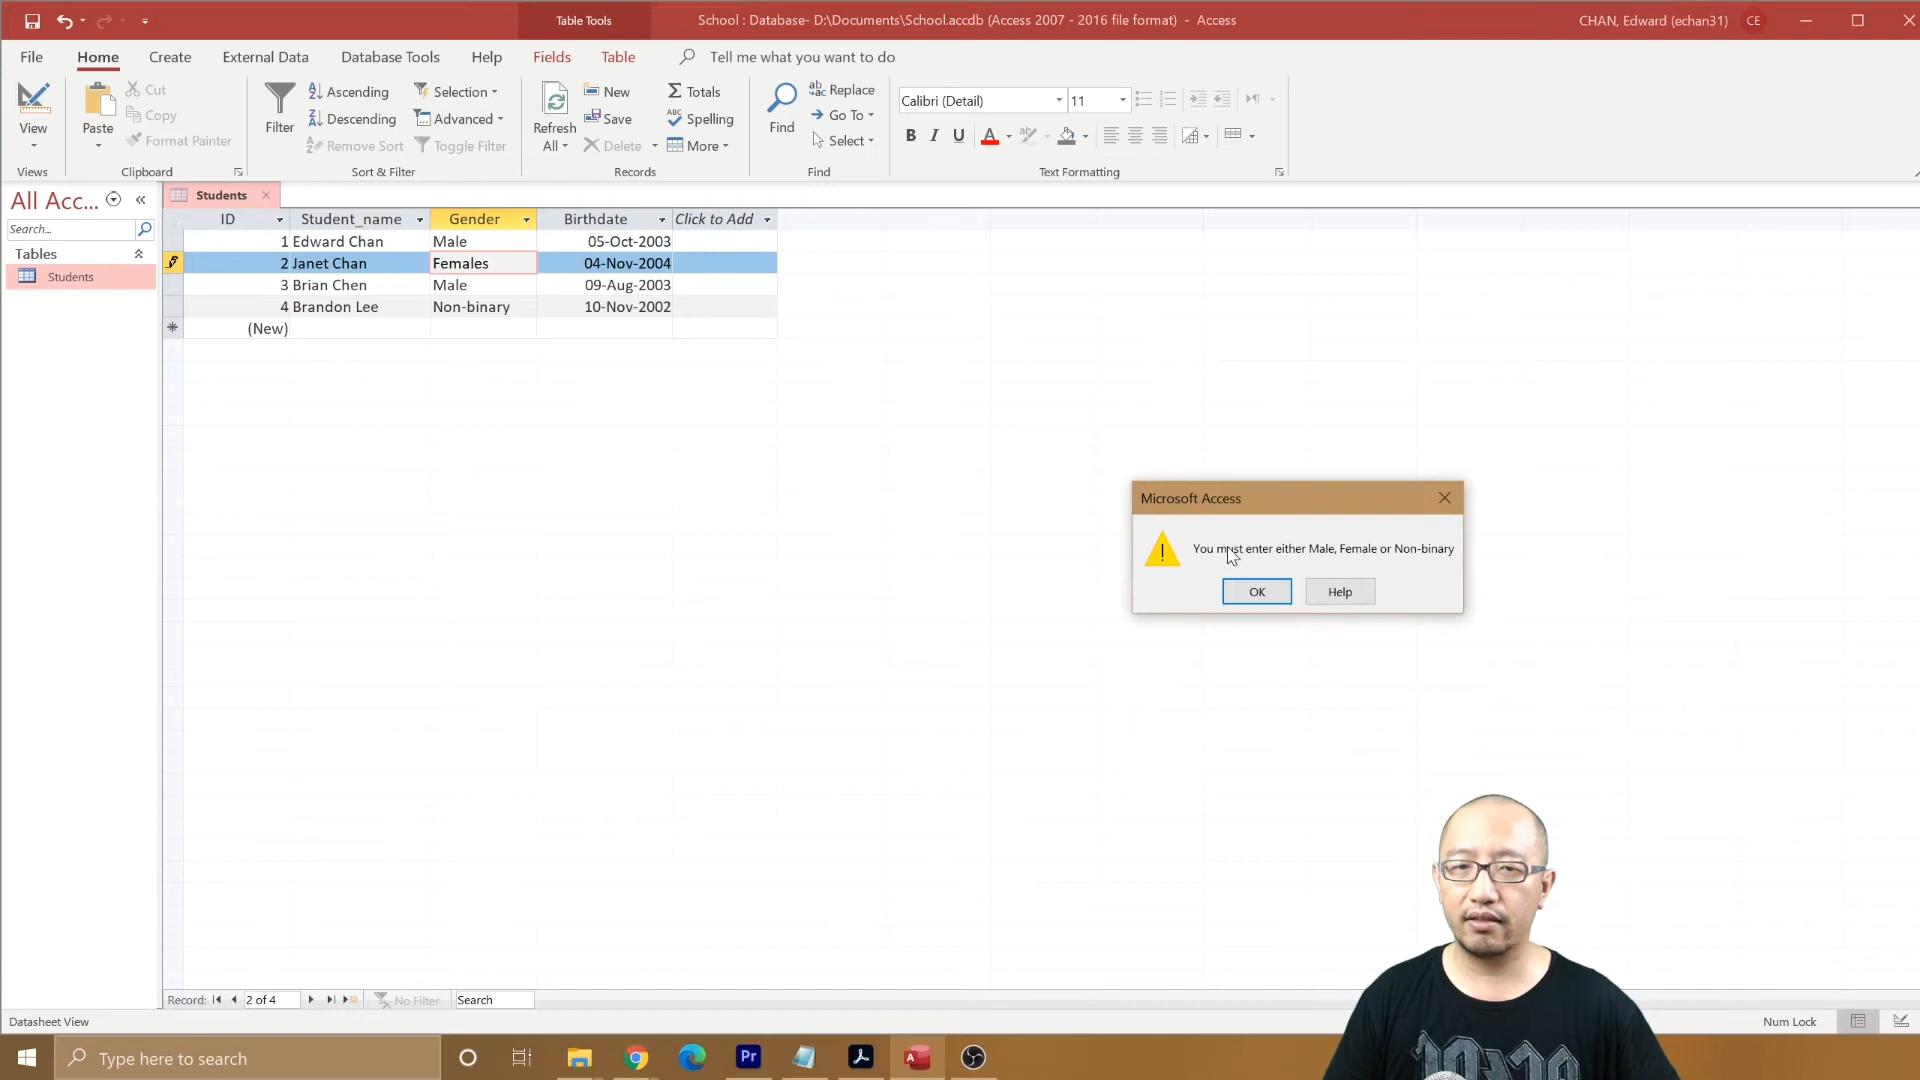 Table Tools
School : Database- D:\Documents\School.accdb (Access 2007 - 2016 file format) - Access
CHAN, Edward (echan31)
CE
File
Home
Create
External Data
Database Tools
Help
Fields
Table
Tell me what you want to do
View
Views
Paste
Cut
Copy
Format Painter
Clipboard
Filter
Ascending
Descending
Remove Sort
Selection
Advanced
Toggle Filter
Sort & Filter
Refresh
All
New
Save
Delete
Totals
Spelling
More
Records
Find
Replace
Go To
Select
Find
Calibri (Detail)
11
B I U
Text Formatting
All Acc...
Search...
Tables
Students
Students
ID Student_name Gender Birthdate Click to Add
1 Edward Chan Male 05-Oct-2003
2 Janet Chan Females 04-Nov-2004
3 Brian Chen Male 09-Aug-2003
4 Brandon Lee Non-binary 10-Nov-2002
(New)
Microsoft Access
You must enter either Male, Female or Non-binary
OK
Help
Record:
2 of 4
No Filter
Search
Datasheet View
Num Lock
Type here to search
Pr